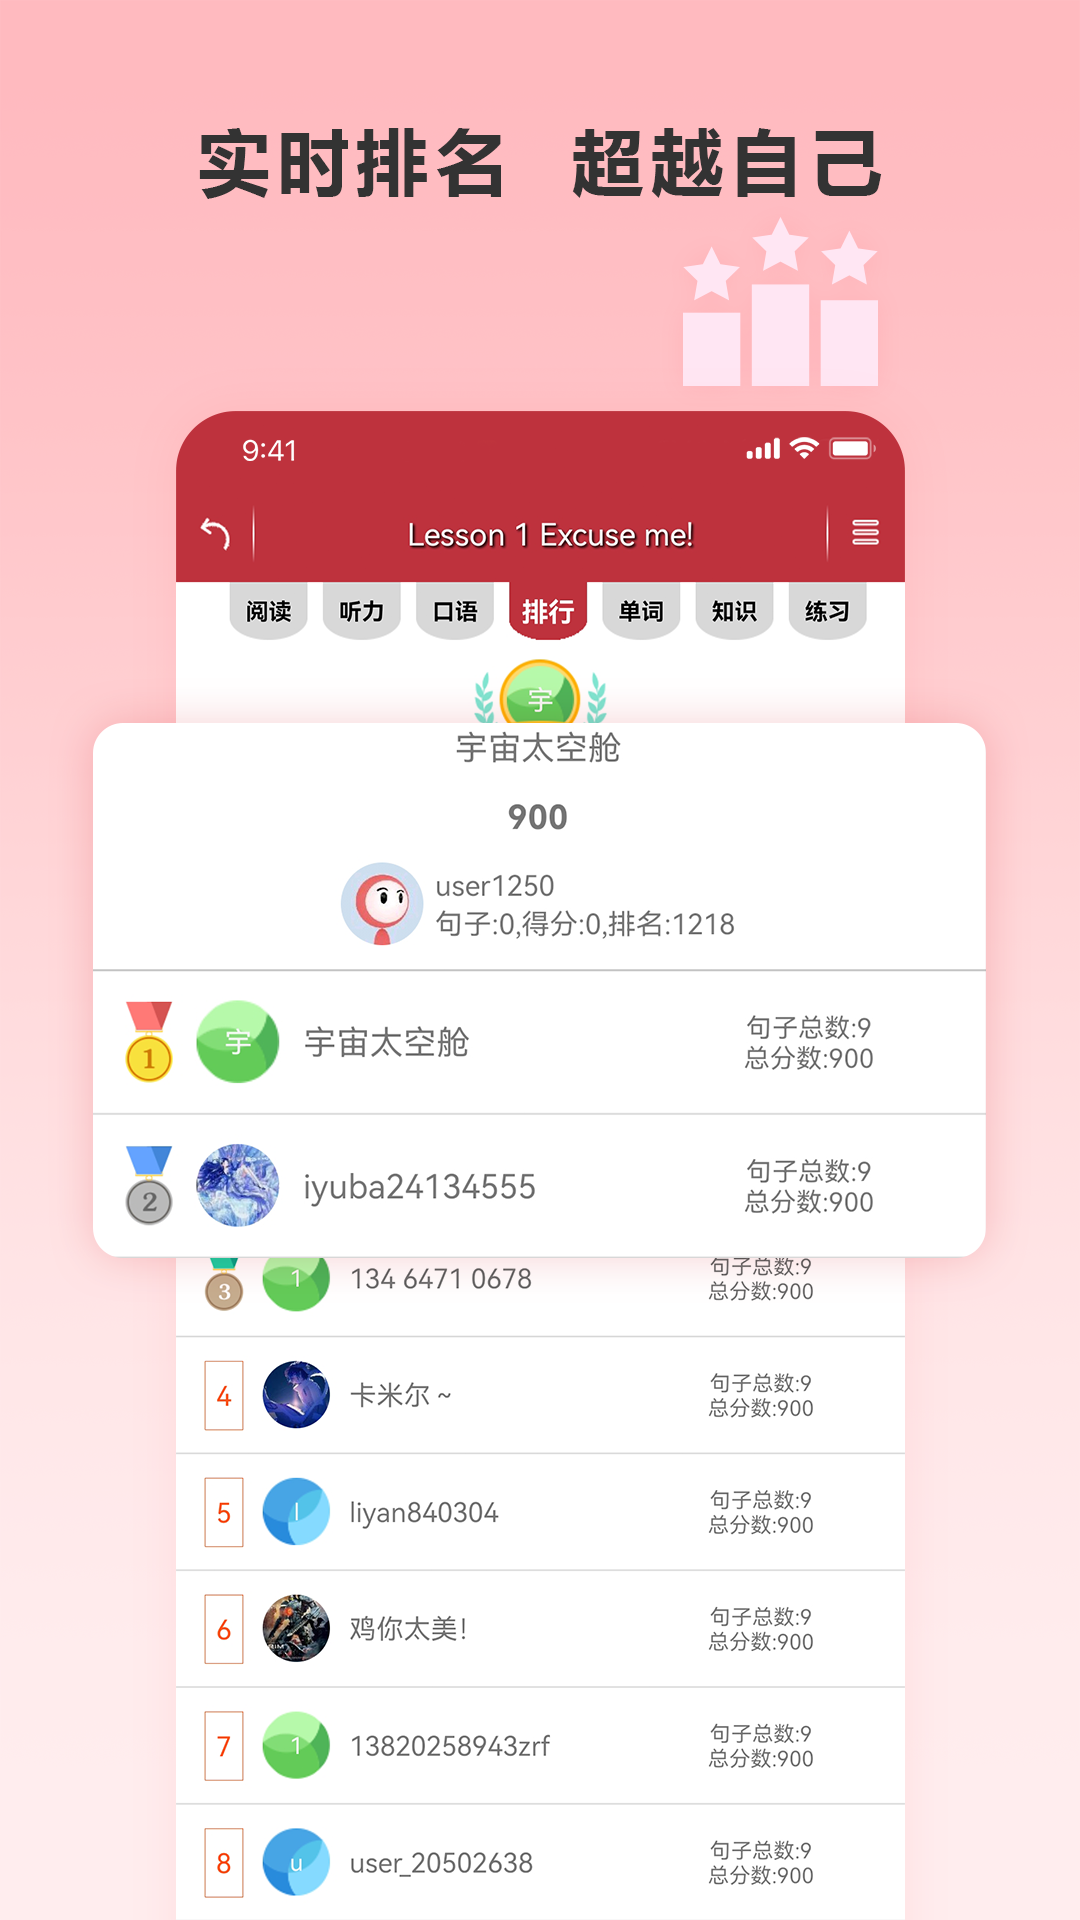 实时排名 超越自己
9:41
Lesson 1 Excuse me!
阅读 听力 口语 排行 单词 知识 练习
宇
宇宙太空舱
900
user1250
句子:0,得分:0,排名:1218
1 宇 宇宙太空舱 句子总数:9
总分数:900
2 iyuba24134555 句子总数:9
总分数:900
3 1 134 6471 0678 句子总数:9
总分数:900
4 卡米尔 ~ 句子总数:9
总分数:900
5 l liyan840304 句子总数:9
总分数:900
6 鸡你太美! 句子总数:9
总分数:900
7 1 13820258943zrf 句子总数:9
总分数:900
8 u user_20502638 句子总数:9
总分数:900